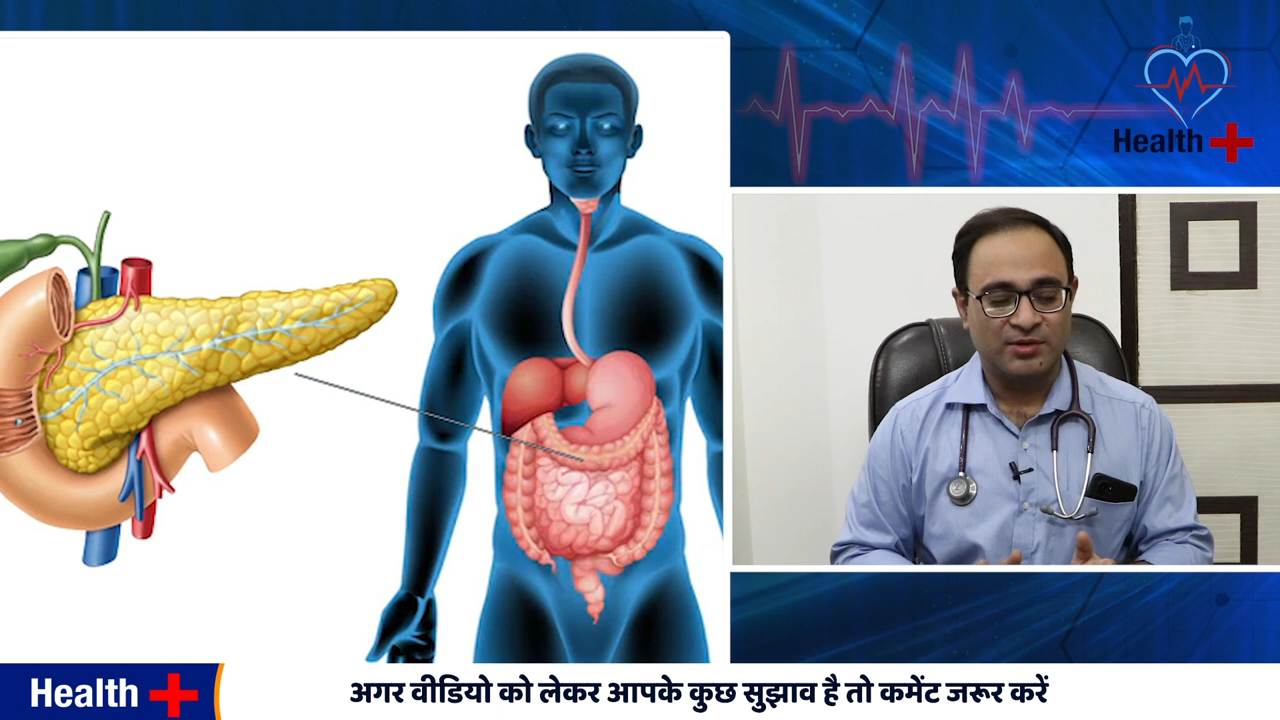 Health
Health
अगर वीडियो को लेकर आपके कुछ सुझाव है तो कमेंट जरूर करें